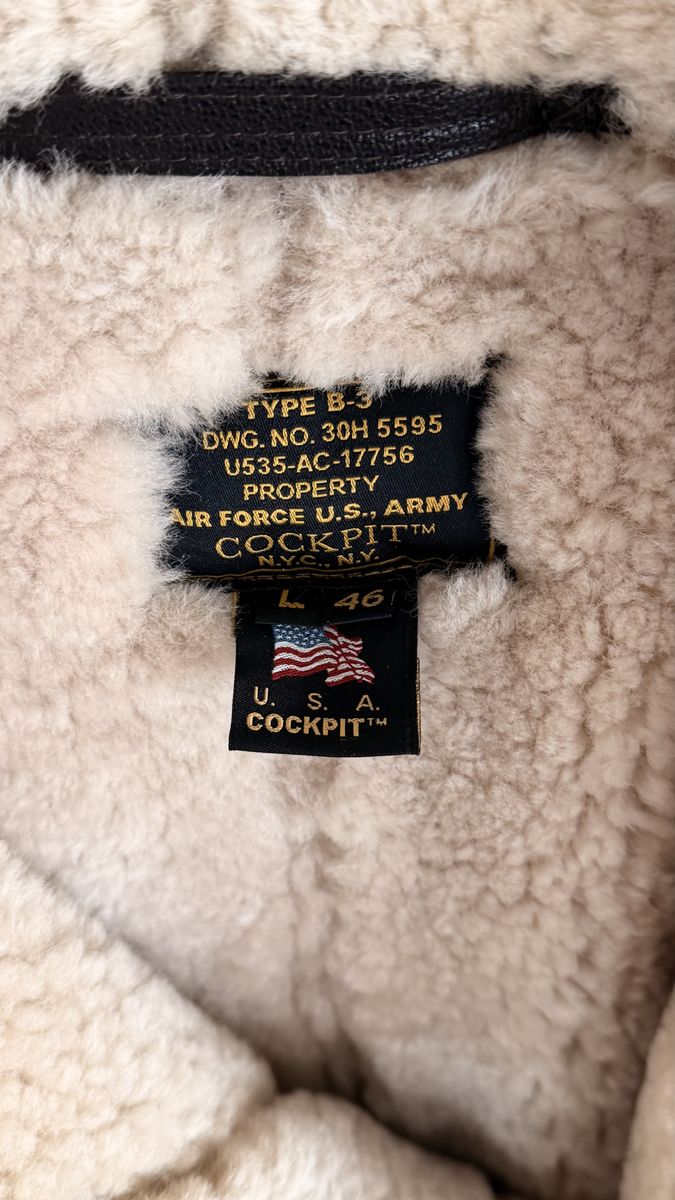 TYPE B-3
DWG. NO. 30H 5595
U535-AC-17756
PROPERTY
AIR FORCE U.S., ARMY
COCKPIT™
N.Y.C., N.Y.
L 46
U. S. A.
COCKPIT™